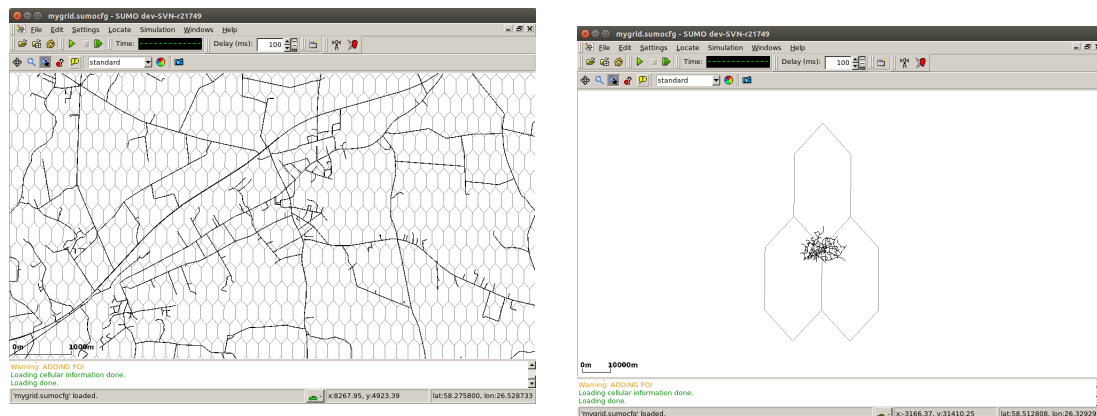 mygrid.sumocfg - SUMO dev-SVN-r21749
File Edit Settings Locate Simulation Windows Help
Time: Delay (ms): 100
standard
0m 1000m
Warning: ADDING POI
Loading cellular information done.
Loading done.
'mygrid.sumocfg' loaded. x:8267.95, y:4923.39 lat:58.275800, lon:26.528733
mygrid.sumocfg - SUMO dev-SVN-r21749
File Edit Settings Locate Simulation Windows Help
Time: Delay (ms): 100
standard
0m 10000m
Warning: ADDING POI
Loading cellular information done.
Loading done.
'mygrid.sumocfg' loaded. x:-3166.37, y:31410.25 lat:58.512808, lon:26.32929